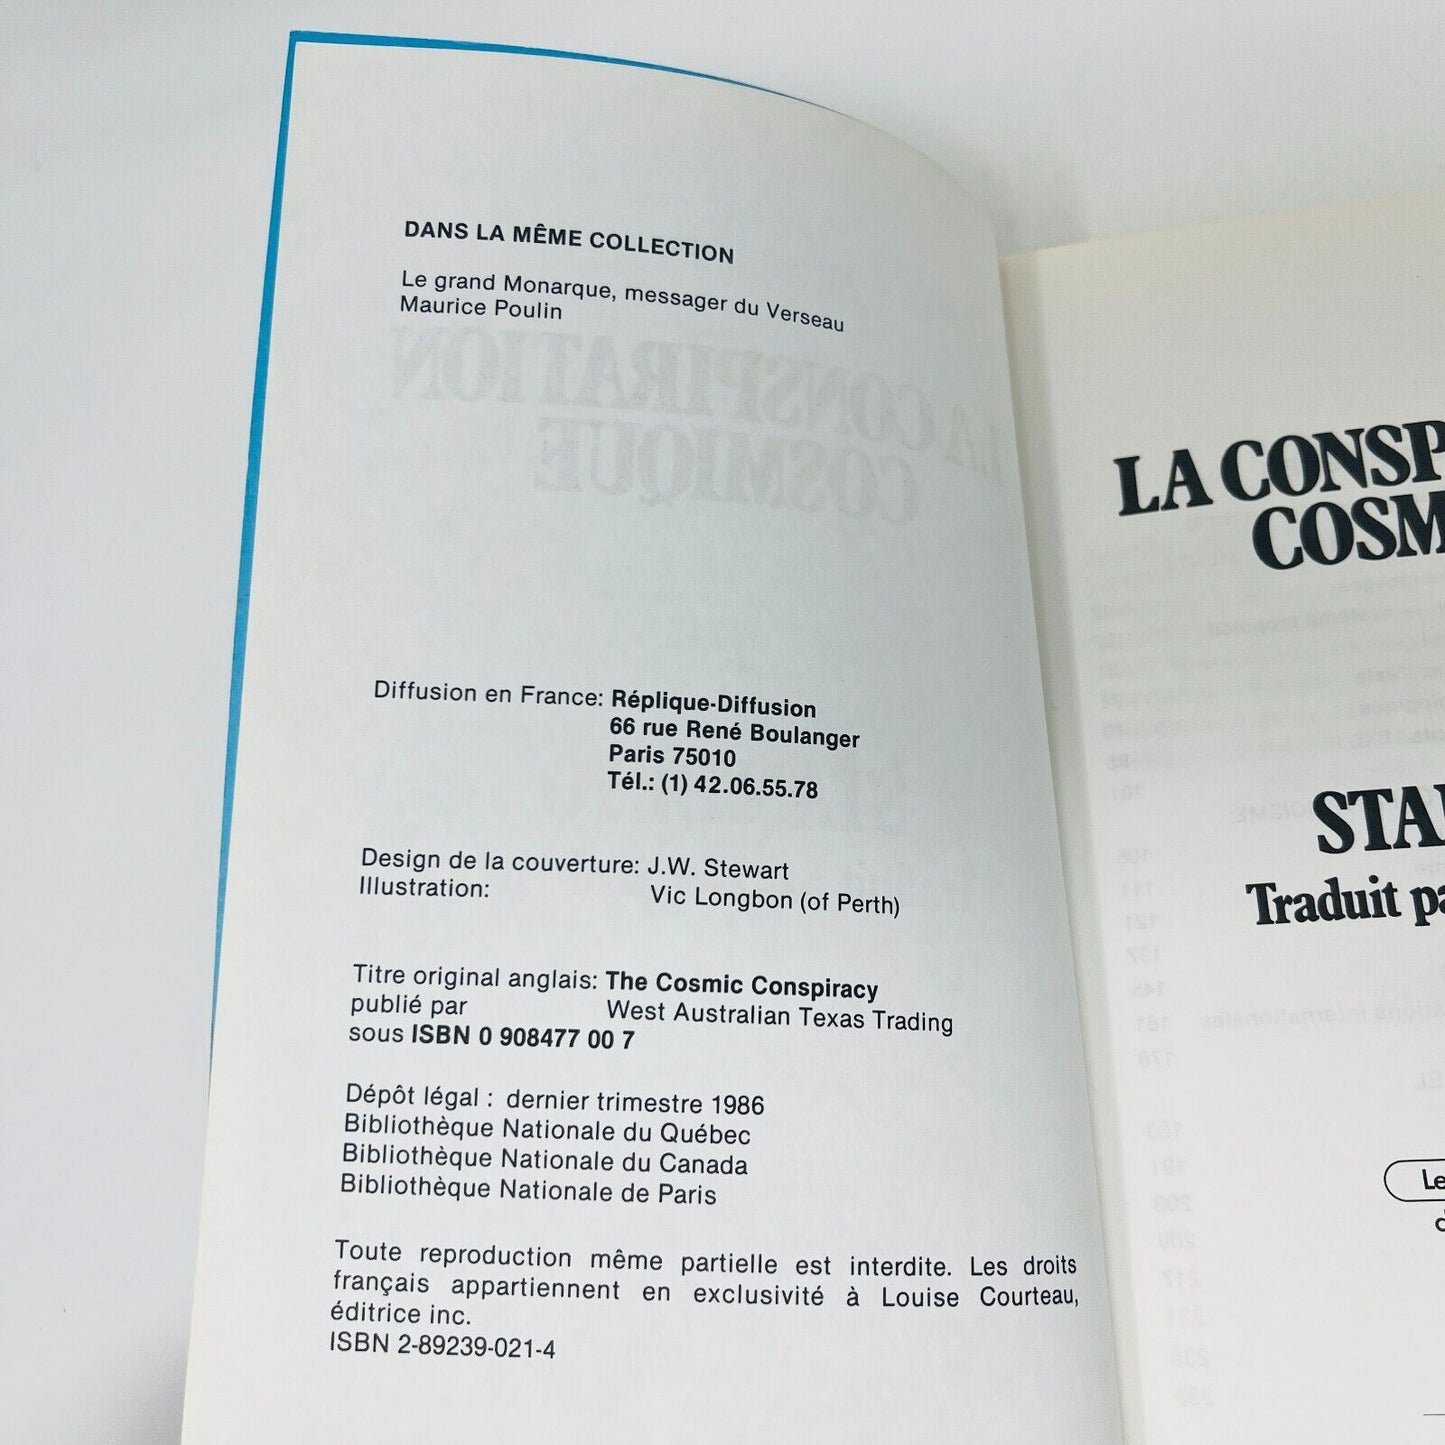 DANS LA MÊME COLLECTION
Le grand Monarque, messager du Verseau
Maurice Poulin
Diffusion en France: Réplique-Diffusion
66 rue René Boulanger
Paris 75010
Tél.: (1) 42.06.55.78
Design de la couverture: J.W. Stewart
Illustration: Vic Longbon (of Perth)
Titre original anglais: The Cosmic Conspiracy
publié par West Australian Texas Trading
sous ISBN 0 908477 00 7
Dépôt légal : dernier trimestre 1986
Bibliothèque Nationale du Québec
Bibliothèque Nationale du Canada
Bibliothèque Nationale de Paris
Toute reproduction même partielle est interdite. Les droits
français appartiennent en exclusivité à Louise Courteau,
éditrice inc.
ISBN 2-89239-021-4
LA CONSP
COSM
STA
Traduit pa
Le